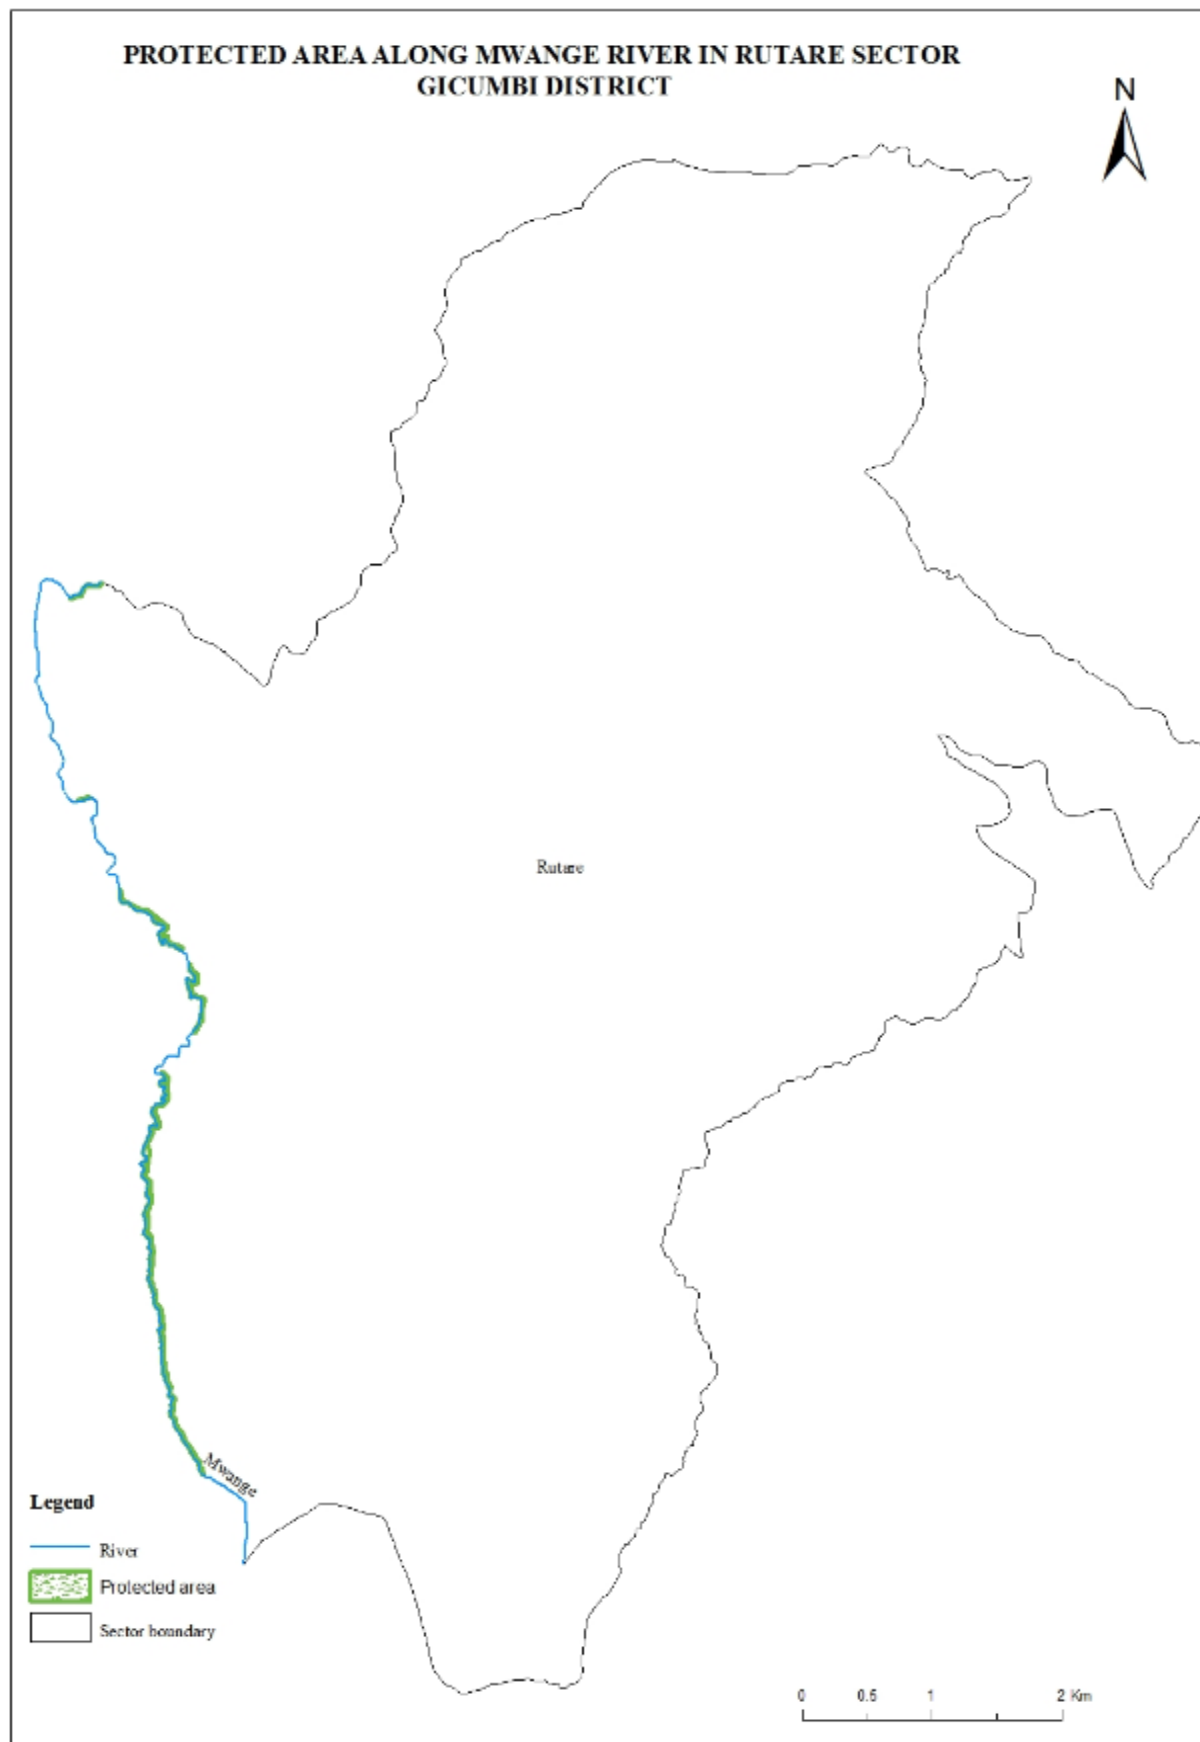 PROTECTED AREA ALONG MWANGE RIVER IN RUTARE SECTOR
GICUMBI DISTRICT
N
Rutare
Mwange
Legend
River
Protected area
Sector boundary
0 0.5 1 2 Km